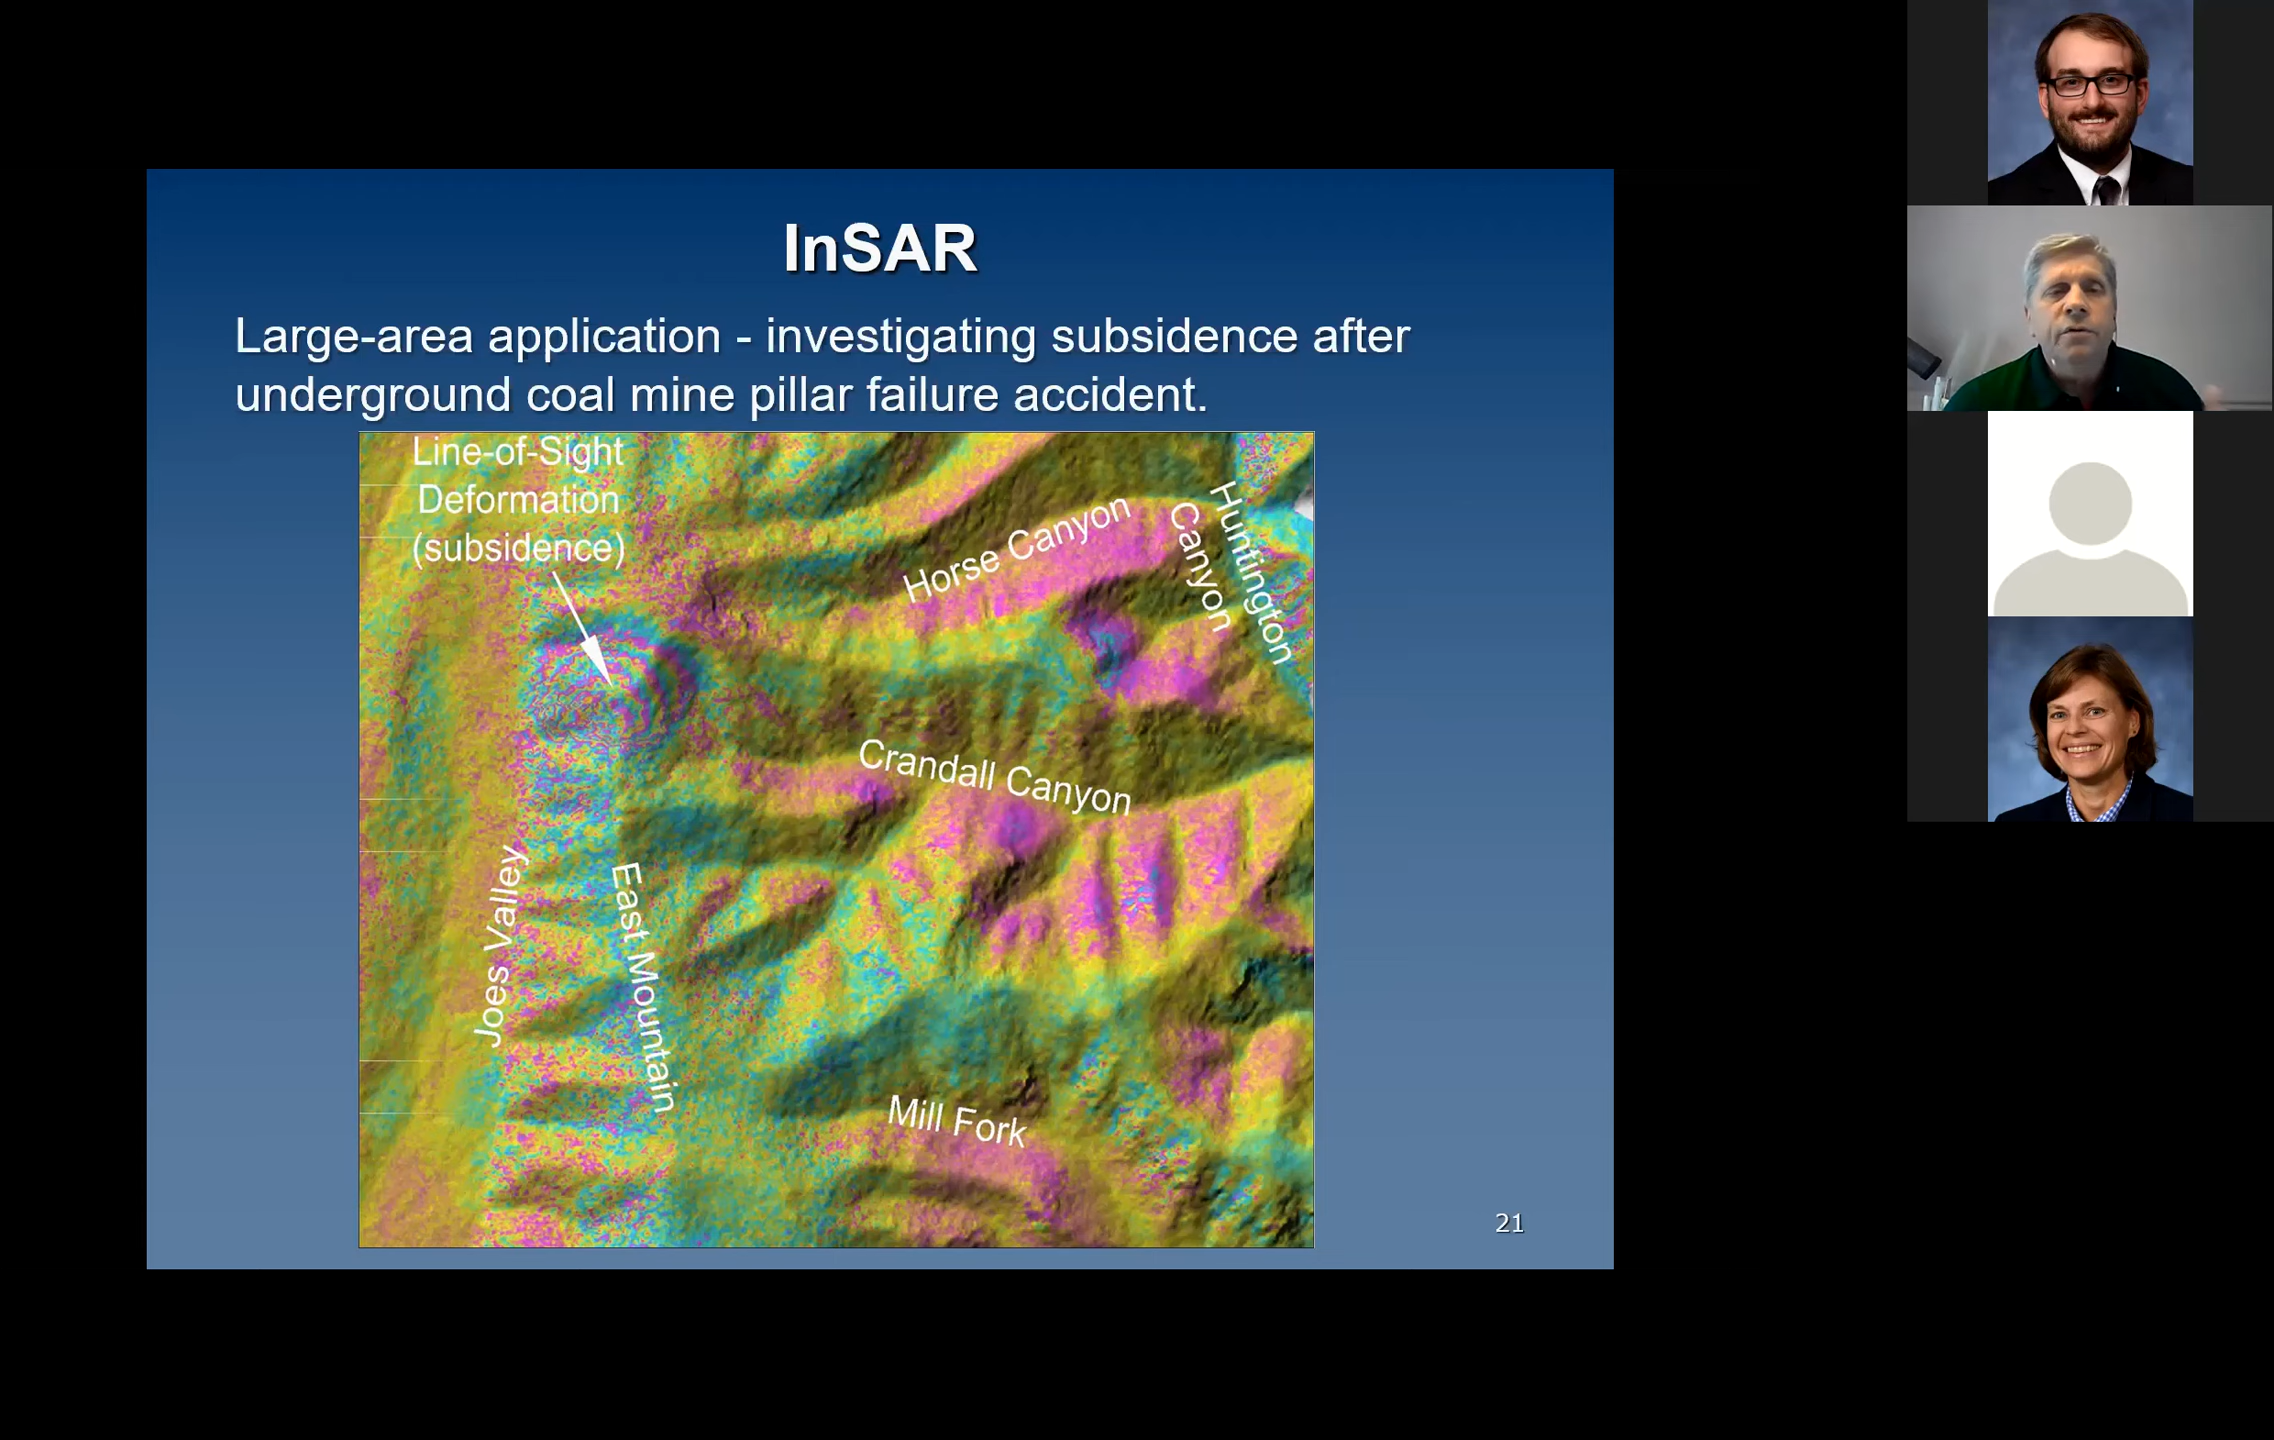 InSAR
Large-area application - investigating subsidence after
underground coal mine pillar failure accident.
Line-of-Sight
Deformation
(subsidence)
Horse Canyon
Huntington
Canyon
Crandall Canyon
Joes Valley
East Mountain
Mill Fork
21